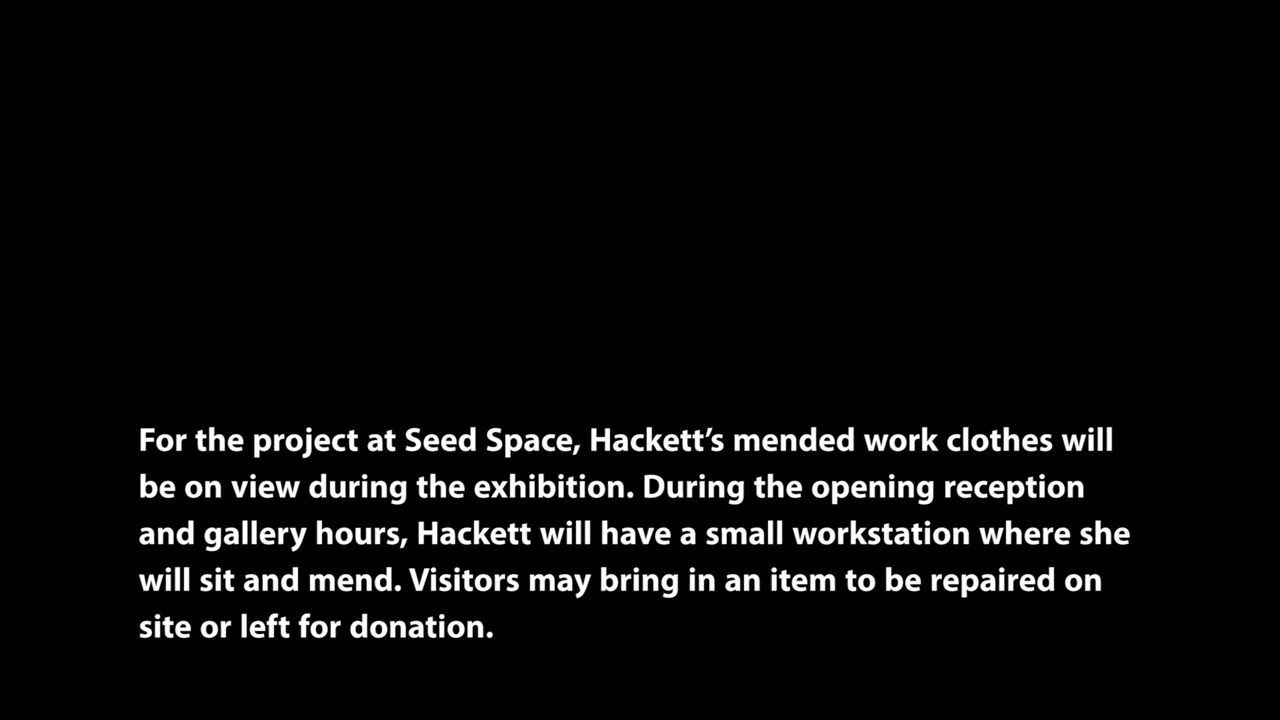 For the project at Seed Space, Hackett’s mended work clothes will
be on view during the exhibition. During the opening reception
and gallery hours, Hackett will have a small workstation where she
will sit and mend. Visitors may bring in an item to be repaired on
site or left for donation.